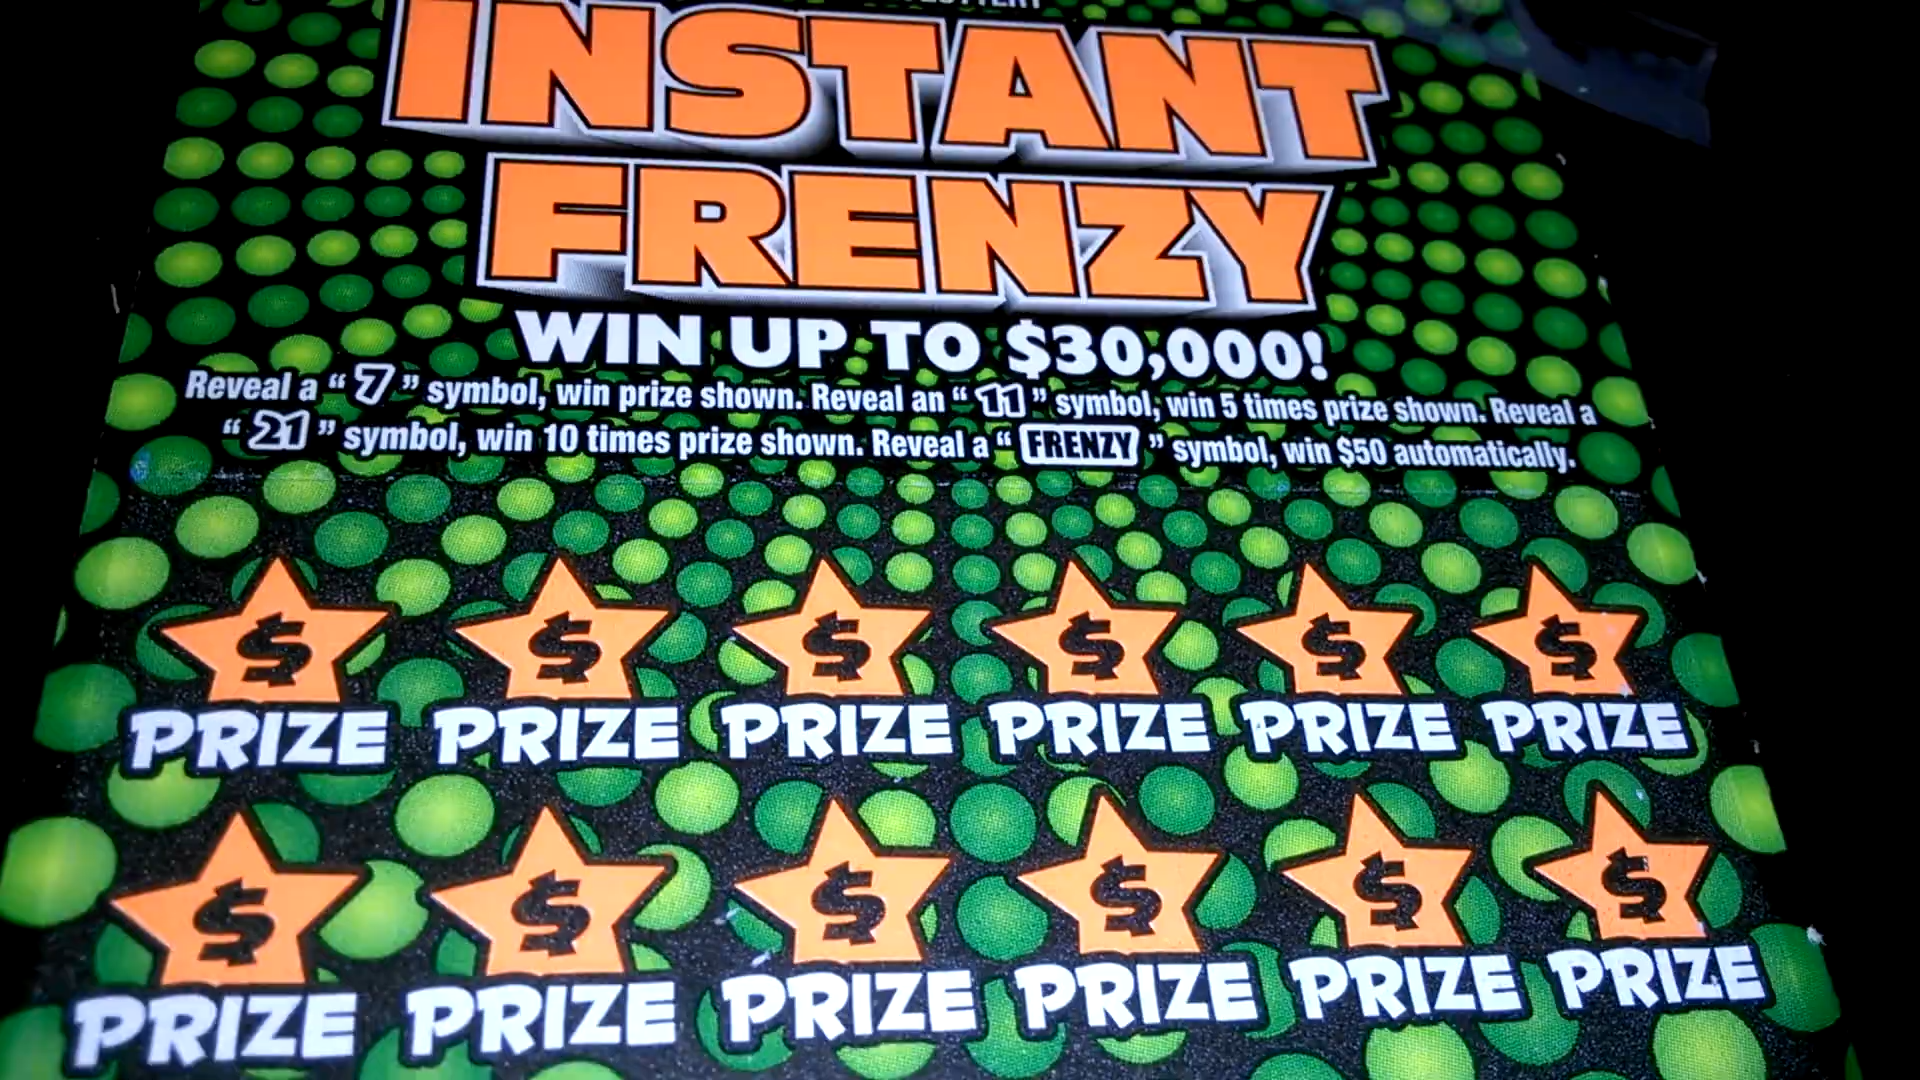 INSTANT
FRENZY
WIN UP TO $30,000!
Reveal a “7” symbol, win prize shown. Reveal an “11” symbol, win 5 times prize shown. Reveal a
“21” symbol, win 10 times prize shown. Reveal a “FRENZY” symbol, win $50 automatically.
$ $ $ $ $ $
PRIZE PRIZE PRIZE PRIZE PRIZE PRIZE
$ $ $ $ $ $
PRIZE PRIZE PRIZE PRIZE PRIZE PRIZE